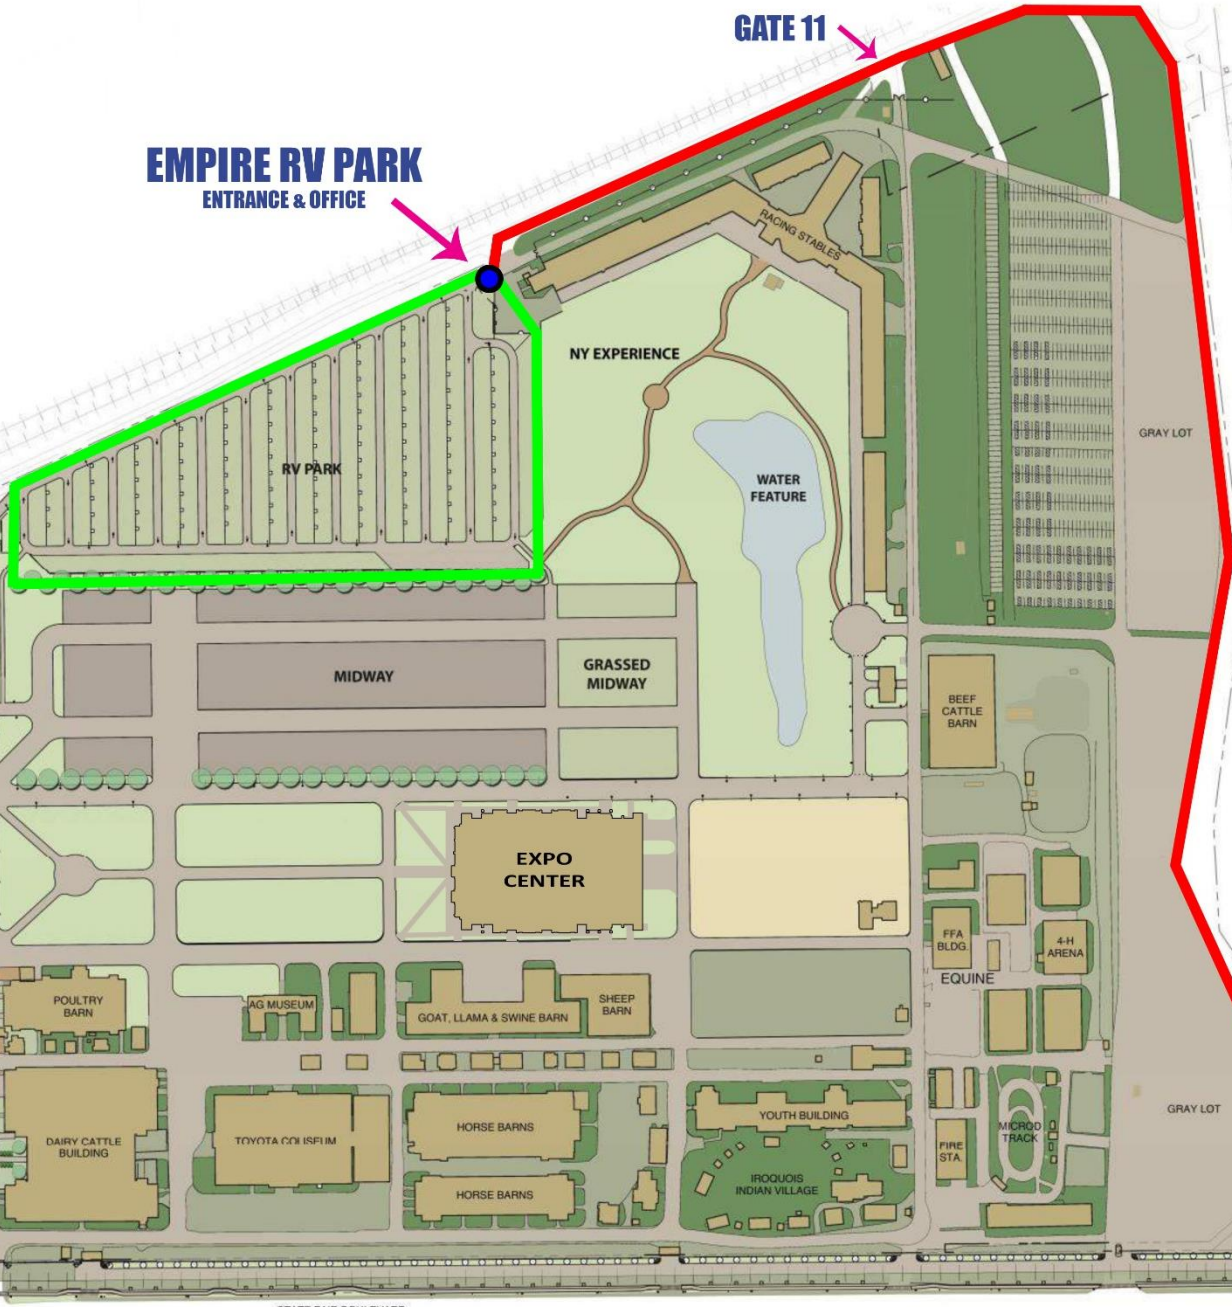 GATE 11
EMPIRE RV PARK
ENTRANCE & OFFICE
RACING STABLES
NY EXPERIENCE
GRAY LOT
RV PARK
WATER
FEATURE
MIDWAY
GRASSED
MIDWAY
BEEF
CATTLE
BARN
EXPO
CENTER
FFA
BLDG.
4-H
ARENA
EQUINE
POULTRY
BARN
AG MUSEUM
GOAT, LLAMA & SWINE BARN
SHEEP
BARN
GRAY LOT
DAIRY CATTLE
BUILDING
TOYOTA COLISEUM
HORSE BARNS
YOUTH BUILDING
FIRE
STA.
MICROD
TRACK
HORSE BARNS
IROQUOIS
INDIAN VILLAGE